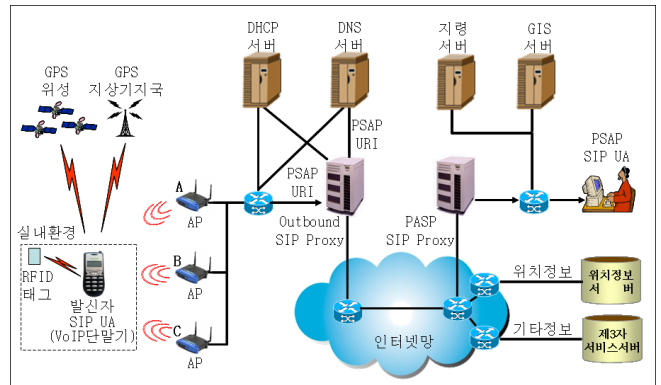 DHCP
서버
DNS
서버
지령
서버
GIS
서버
GPS
위성
GPS
지상기지국
PSAP
URI
PSAP
URI
PSAP
SIP UA
A
AP
Outbound
SIP Proxy
PASP
SIP Proxy
실내환경
RFID
태그
발신자
SIP UA
(VoIP단말기)
B
AP
C
AP
인터넷망
위치정보
위치정보
서 버
기타정보
제3자
서비스서버